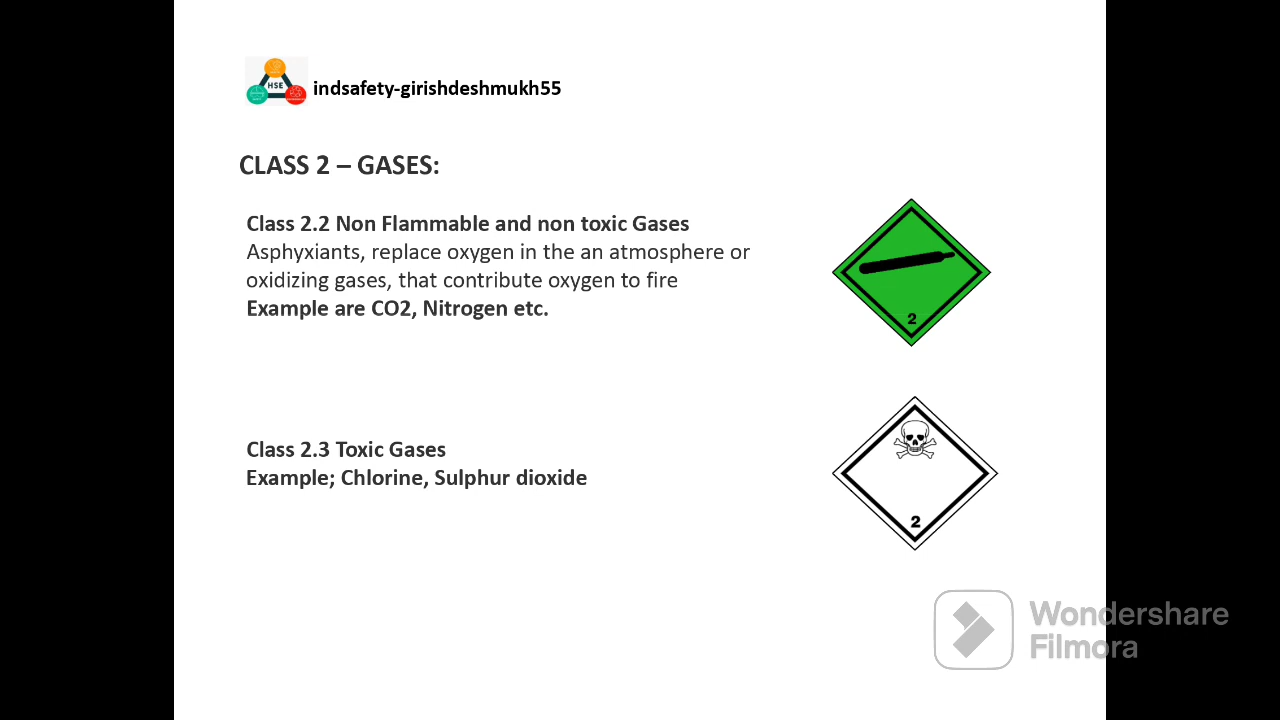 HSE
indsafety-girishdeshmukh55
CLASS 2 – GASES:
Class 2.2 Non Flammable and non toxic Gases
Asphyxiants, replace oxygen in the an atmosphere or
oxidizing gases, that contribute oxygen to fire
Example are CO2, Nitrogen etc.
2
Class 2.3 Toxic Gases
Example; Chlorine, Sulphur dioxide
2
Wondershare
Filmora